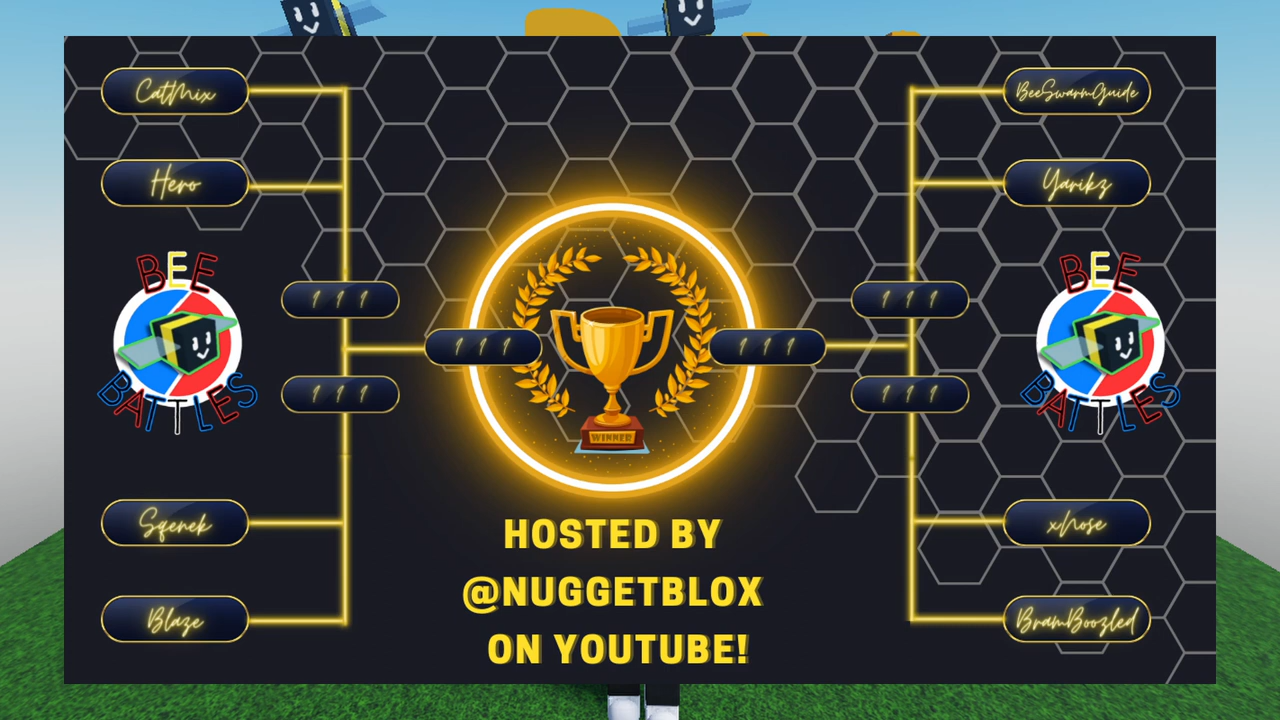 CatMix
BeeSwarmGuide
Hero
Yarikz
BEE
BATTLES
BEE
BATTLES
? ? ?
? ? ?
? ? ?
? ? ?
? ? ?
? ? ?
WINNER
Sqenek
xNose
HOSTED BY
@NUGGETBLOX
Blaze
BramBoozled
ON YOUTUBE!